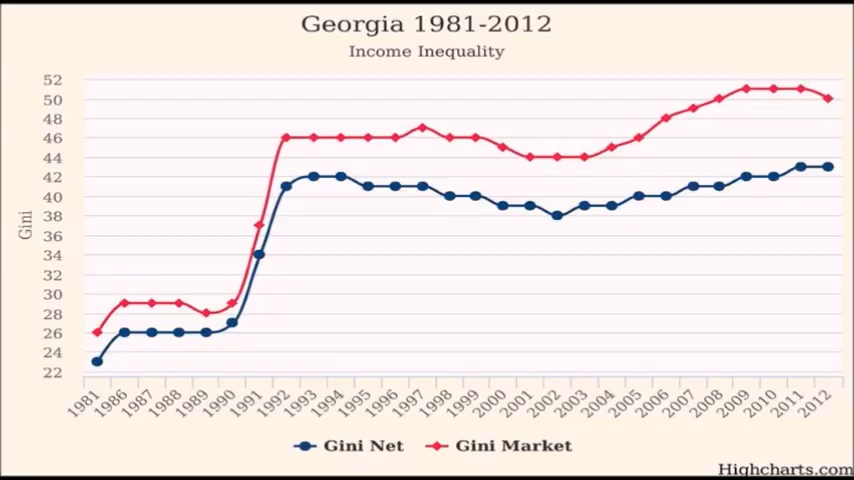 Georgia 1981-2012
Income Inequality
Gini
52
50
48
46
44
42
40
38
36
34
32
30
28
26
24
22
1981 1986 1987 1988 1989 1990 1991 1992 1993 1994 1995 1996 1997 1998 1999 2000 2001 2002 2003 2004 2005 2006 2007 2008 2009 2010 2011 2012
Gini Net Gini Market
Highcharts.com